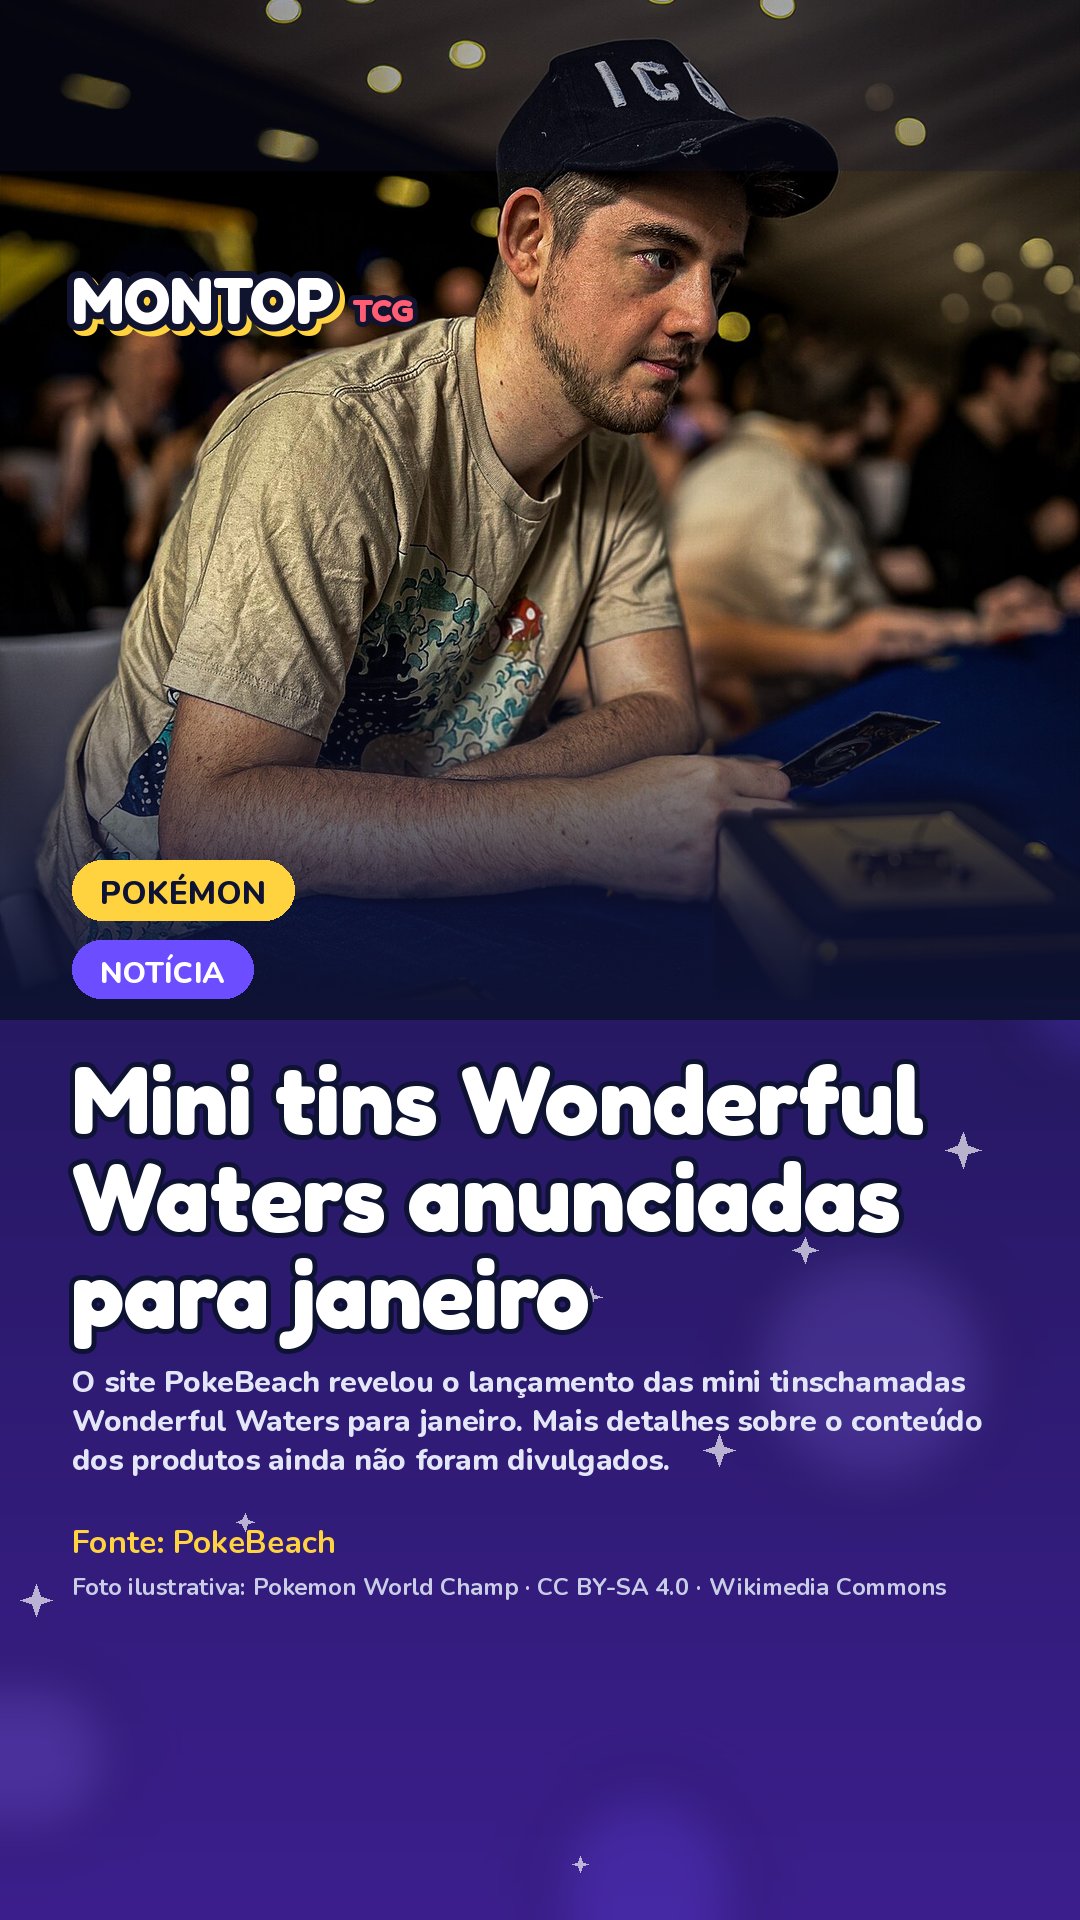 MONTOP TCG
POKÉMON
NOTÍCIA
Mini tins Wonderful
Waters anunciadas
para janeiro
O site PokeBeach revelou o lançamento das mini tinschamadas
Wonderful Waters para janeiro. Mais detalhes sobre o conteúdo
dos produtos ainda não foram divulgados.
Fonte: PokeBeach
Foto ilustrativa: Pokemon World Champ · CC BY-SA 4.0 · Wikimedia Commons